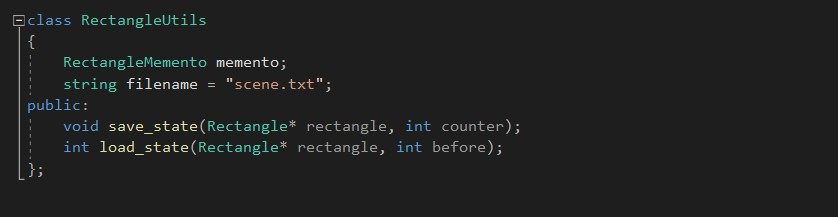 class RectangleUtils
{
    RectangleMemento memento;
    string filename = "scene.txt";
public:
    void save_state(Rectangle* rectangle, int counter);
    int load_state(Rectangle* rectangle, int before);
};